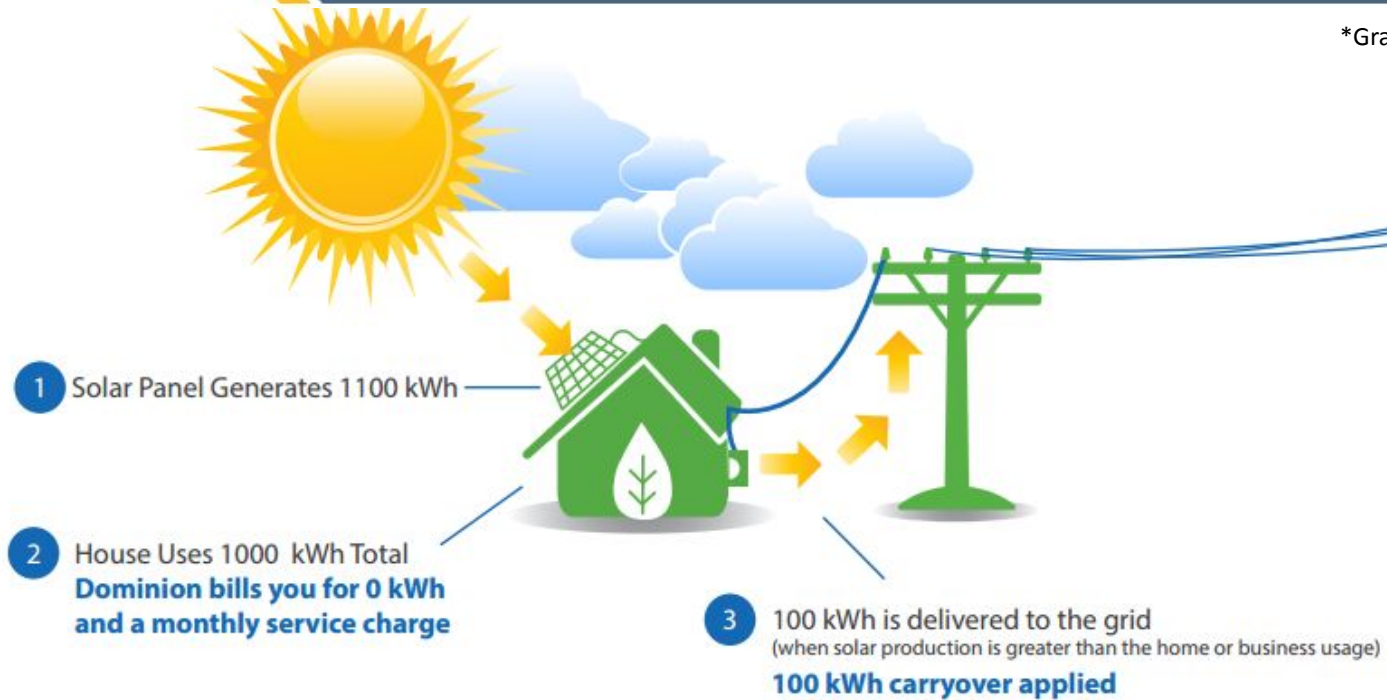 *Gra
1 Solar Panel Generates 1100 kWh
2 House Uses 1000 kWh Total
Dominion bills you for 0 kWh
and a monthly service charge
3 100 kWh is delivered to the grid
(when solar production is greater than the home or business usage)
100 kWh carryover applied